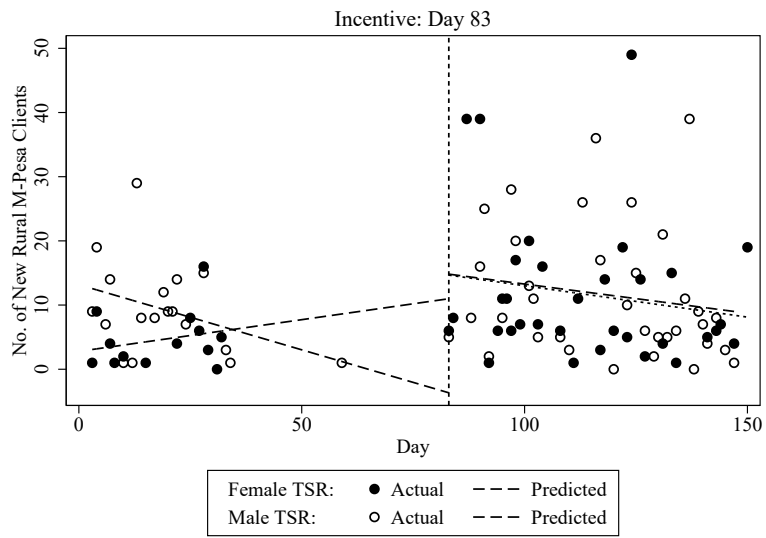 Incentive: Day 83
No. of New Rural M-Pesa Clients
50
40
30
20
10
0
0 50 100 150
Day
Female TSR: Actual Predicted
Male TSR: Actual Predicted